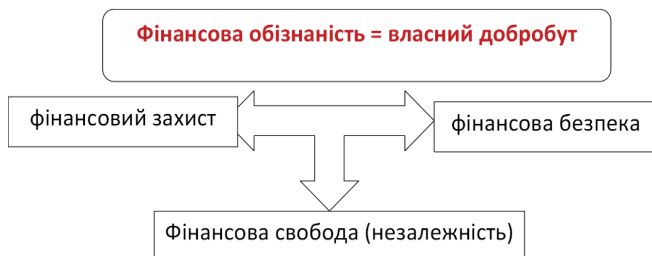 Фінансова обізнаність = власний добробут
фінансовий захист
фінансова безпека
Фінансова свобода (незалежність)